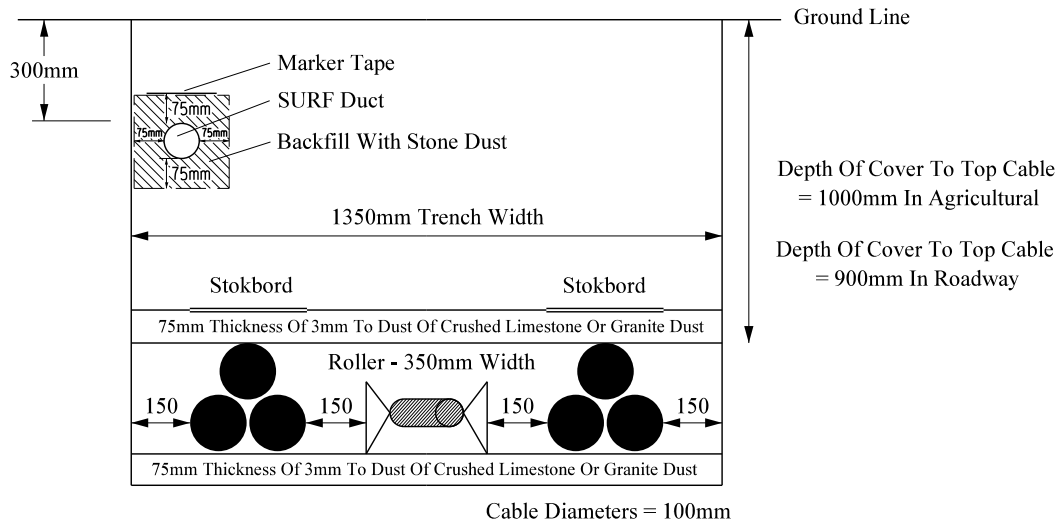 Ground Line
300mm
Marker Tape
75mm
SURF Duct
75mm
75mm
Backfill With Stone Dust
75mm
Depth Of Cover To Top Cable
= 1000mm In Agricultural
1350mm Trench Width
Depth Of Cover To Top Cable
= 900mm In Roadway
Stokbord
Stokbord
75mm Thickness Of 3mm To Dust Of Crushed Limestone Or Granite Dust
Roller - 350mm Width
150
150
150
150
75mm Thickness Of 3mm To Dust Of Crushed Limestone Or Granite Dust
Cable Diameters = 100mm